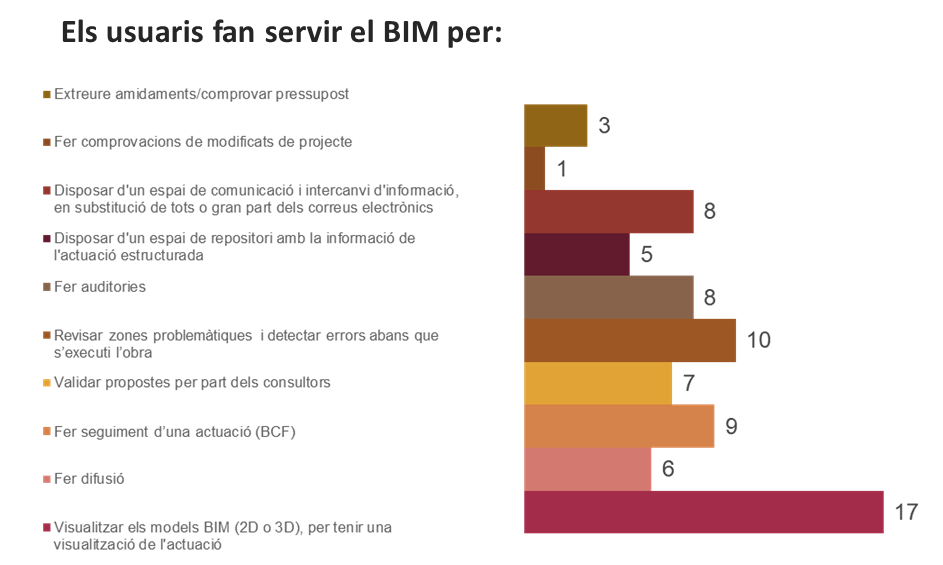 Els usuaris fan servir el BIM per:
Extreure amidaments/comprovar pressupost
Fer comprovacions de modificats de projecte
Disposar d'un espai de comunicació i intercanvi d'informació,
en substitució de tots o gran part dels correus electrònics
Disposar d'un espai de repositori amb la informació de
l'actuació estructurada
Fer auditories
Revisar zones problemàtiques i detectar errors abans que
s’executi l’obra
Validar propostes per part dels consultors
Fer seguiment d’una actuació (BCF)
Fer difusió
Visualitzar els models BIM (2D o 3D), per tenir una
visualització de l'actuació
3
1
8
5
8
10
7
9
6
17